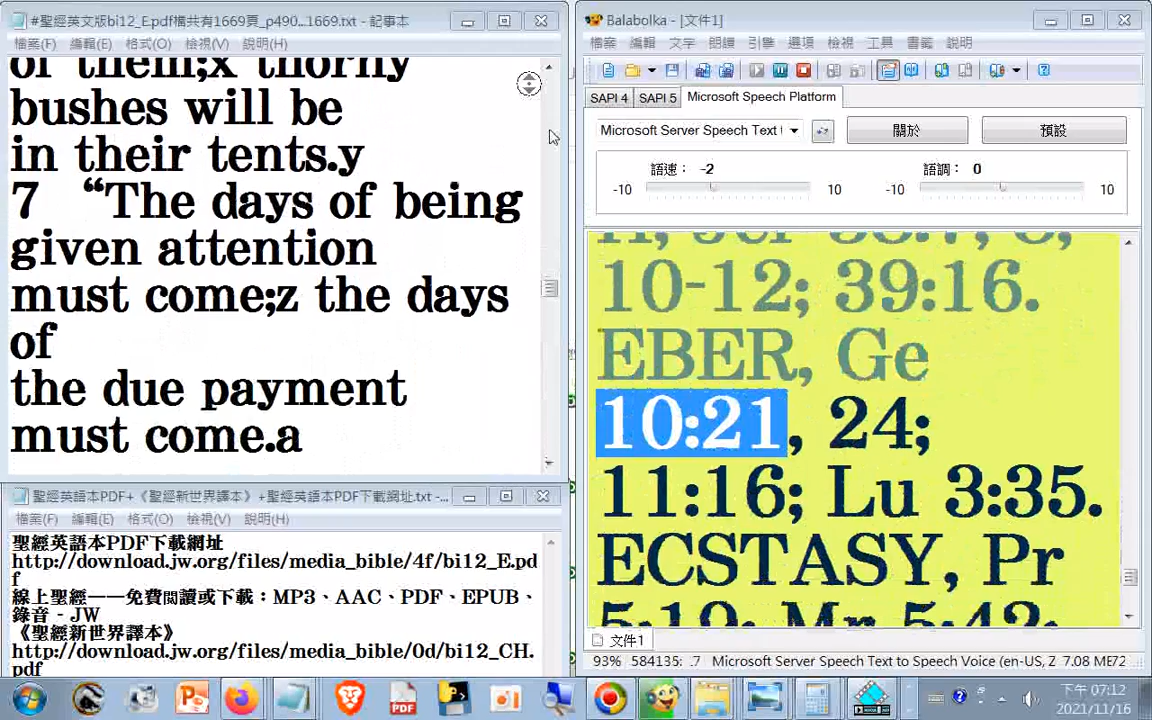 #聖經英文版bi12_E.pdf檔共有1669頁_p490...1669.txt - 記事本
檔案(F) 編輯(E) 格式(O) 檢視(V) 說明(H)
of them;x thorny
bushes will be
in their tents.y
7 “The days of being
given attention
must come;z the days
of
the due payment
must come.a
聖經英語本PDF+《聖經新世界譯本》+聖經英語本PDF下載網址.txt - ...
檔案(F) 編輯(E) 格式(O) 檢視(V) 說明(H)
聖經英語本PDF下載網址
http://download.jw.org/files/media_bible/4f/bi12_E.pd
f
線上聖經——免費閱讀或下載：MP3、AAC、PDF、EPUB、
錄音 - JW
《聖經新世界譯本》
http://download.jw.org/files/media_bible/0d/bi12_CH.
pdf
Balabolka - [文件1]
檔案 編輯 文字 朗讀 引擎 選項 檢視 工具 書籤 說明
SAPI 4 SAPI 5 Microsoft Speech Platform
Microsoft Server Speech Text 關於 預設
語速： -2 語調： 0
-10 10 -10 10
10-12; 39:16.
EBER, Ge
10:21, 24;
11:16; Lu 3:35.
ECSTASY, Pr
5:19; Mr 5:42;
文件1
93% 584135: .7 Microsoft Server Speech Text to Speech Voice (en-US, Z 7.08 ME72
PDF
下午 07:12
2021/11/16